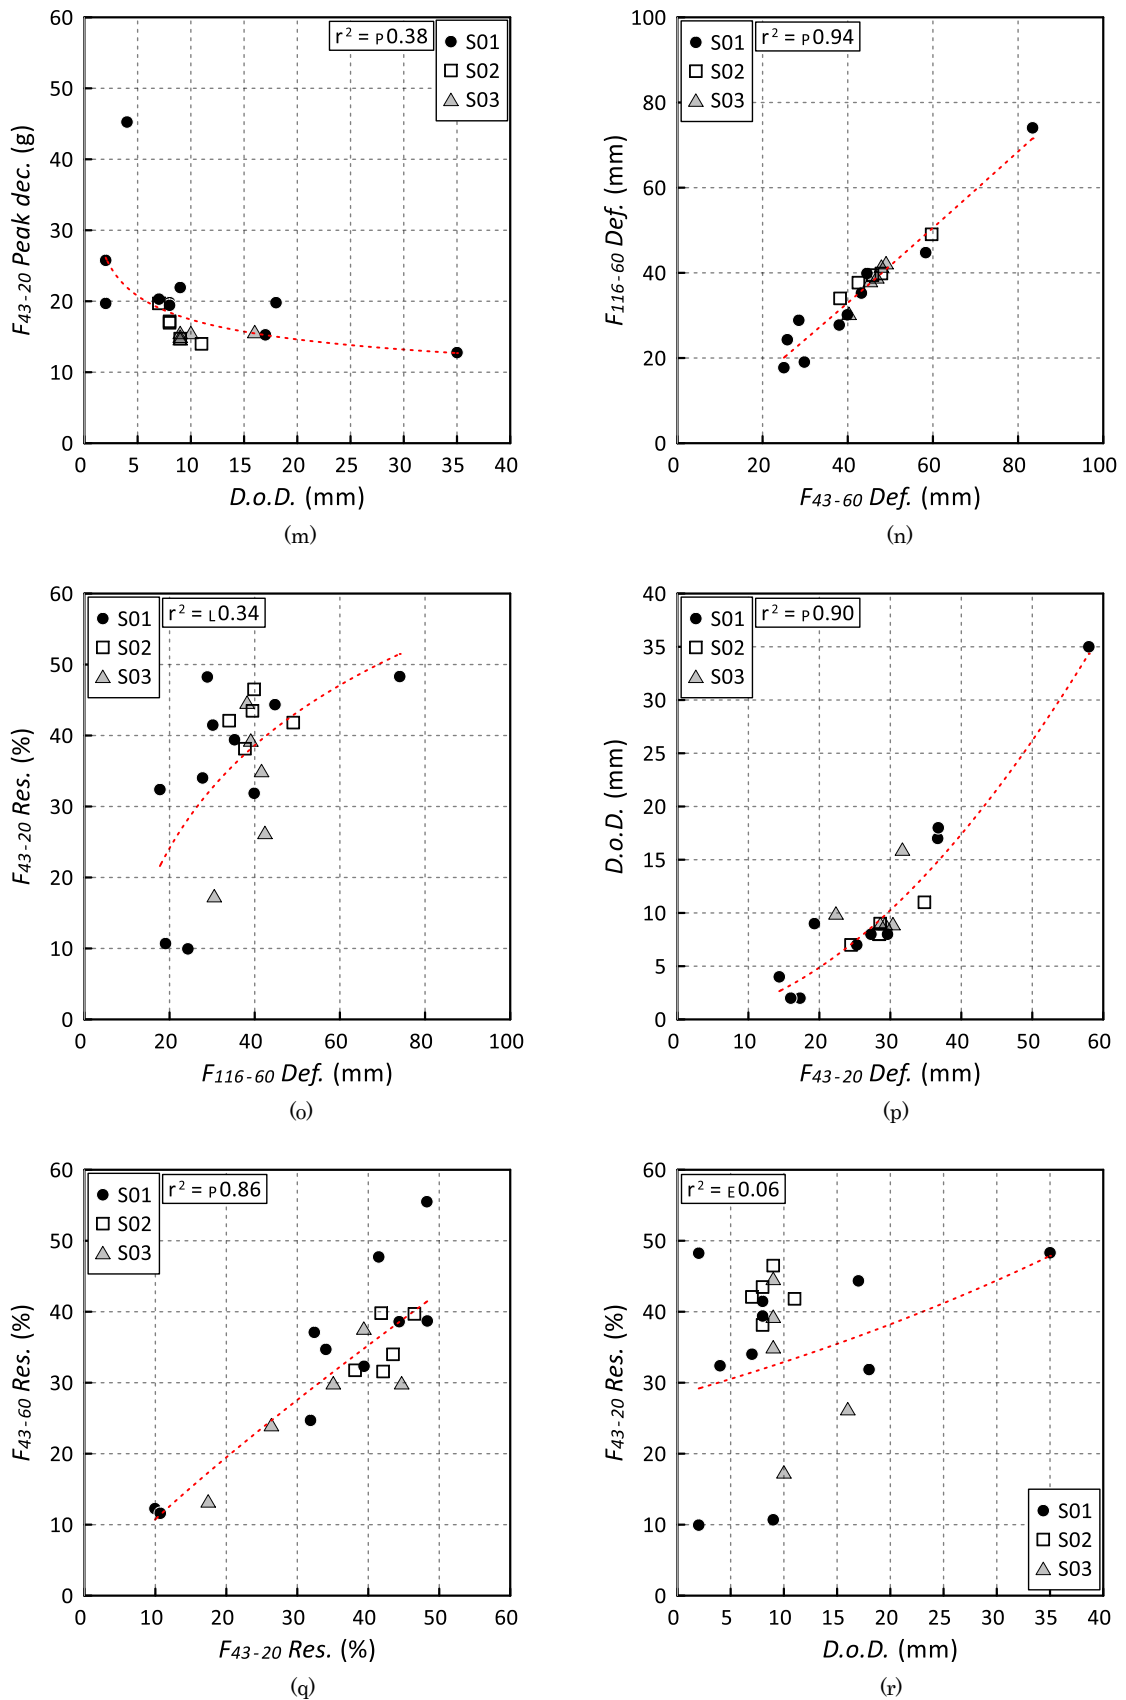 60
50
40
30
20
10
0
F43-20 Peak dec. (g)
r² = P0.38
S01
S02
S03
0 5 10 15 20 25 30 35 40
D.o.D. (mm)
(m)
100
80
60
40
20
0
F116-60 Def. (mm)
S01
S02
S03
r² = P0.94
0 20 40 60 80 100
F43-60 Def. (mm)
(n)
60
50
40
30
20
10
0
F43-20 Res. (%)
S01
S02
S03
r² = L0.34
0 20 40 60 80 100
F116-60 Def. (mm)
(o)
40
35
30
25
20
15
10
5
0
D.o.D. (mm)
S01
S02
S03
r² = P0.90
0 10 20 30 40 50 60
F43-20 Def. (mm)
(p)
60
50
40
30
20
10
0
F43-60 Res. (%)
S01
S02
S03
r² = P0.86
0 10 20 30 40 50 60
F43-20 Res. (%)
(q)
60
50
40
30
20
10
0
F43-20 Res. (%)
r² = E0.06
S01
S02
S03
0 5 10 15 20 25 30 35 40
D.o.D. (mm)
(r)